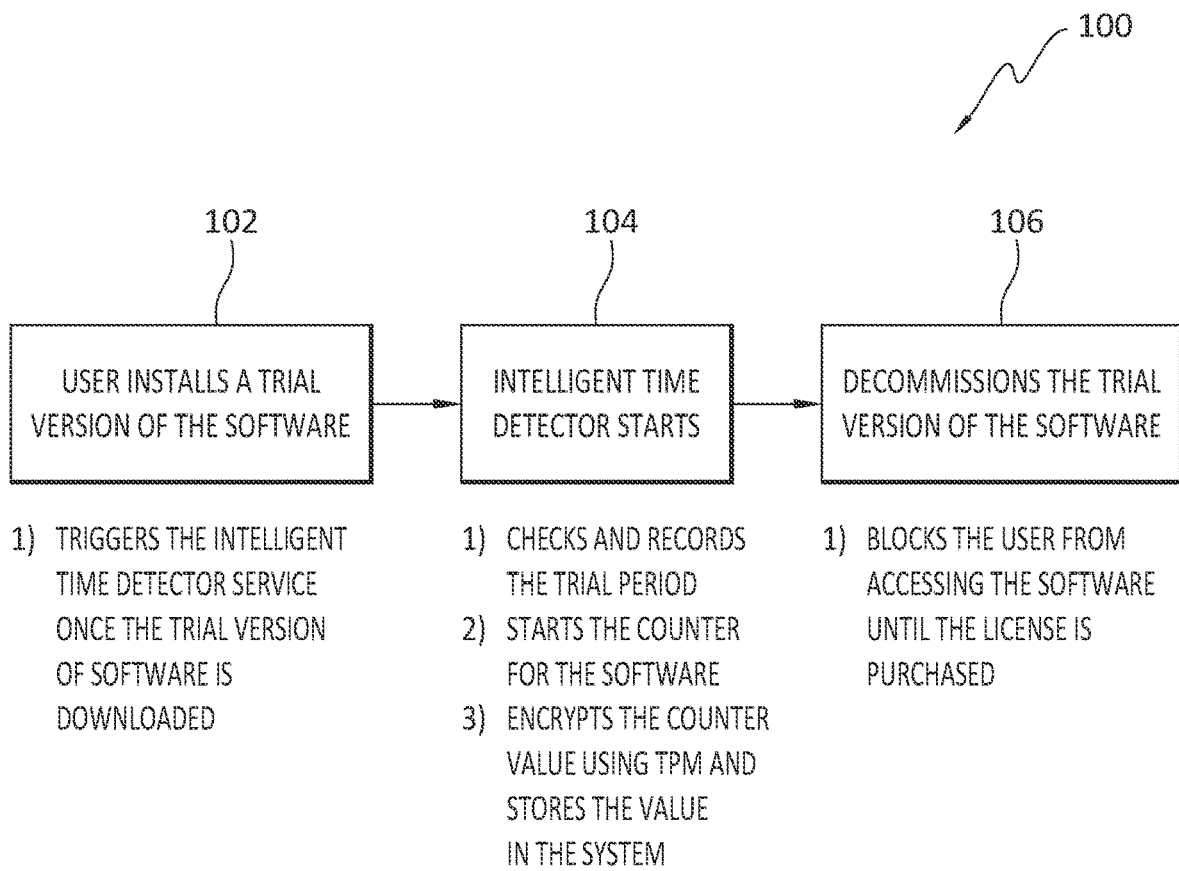 100
102
104
106
USER INSTALLS A TRIAL
VERSION OF THE SOFTWARE
INTELLIGENT TIME
DETECTOR STARTS
DECOMMISSIONS THE TRIAL
VERSION OF THE SOFTWARE
1) TRIGGERS THE INTELLIGENT
TIME DETECTOR SERVICE
ONCE THE TRIAL VERSION
OF SOFTWARE IS
DOWNLOADED
1) CHECKS AND RECORDS
THE TRIAL PERIOD
2) STARTS THE COUNTER
FOR THE SOFTWARE
3) ENCRYPTS THE COUNTER
VALUE USING TPM AND
STORES THE VALUE
IN THE SYSTEM
1) BLOCKS THE USER FROM
ACCESSING THE SOFTWARE
UNTIL THE LICENSE IS
PURCHASED